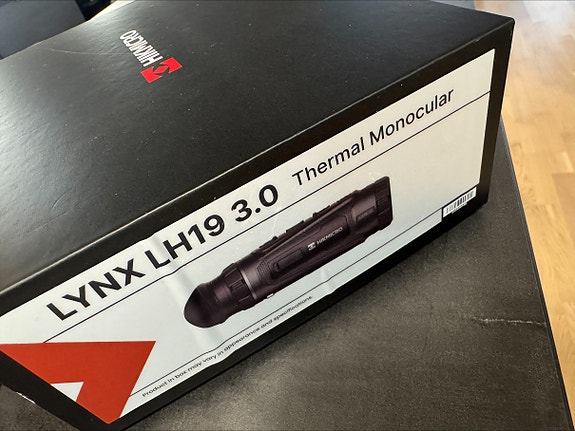 HIKMICRO
LYNX LH19 3.0 Thermal Monocular
HIKMICRO
Product in box may vary in appearance and specifications.